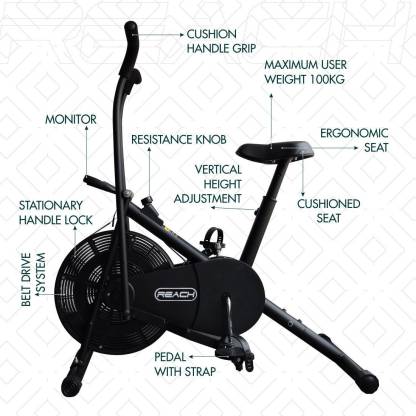 CUSHION
HANDLE GRIP
MAXIMUM USER
WEIGHT 100KG
MONITOR
RESISTANCE KNOB
ERGONOMIC
SEAT
VERTICAL
HEIGHT
ADJUSTMENT
STATIONARY
HANDLE LOCK
CUSHIONED
SEAT
BELT DRIVE
SYSTEM
REACH
PEDAL
WITH STRAP